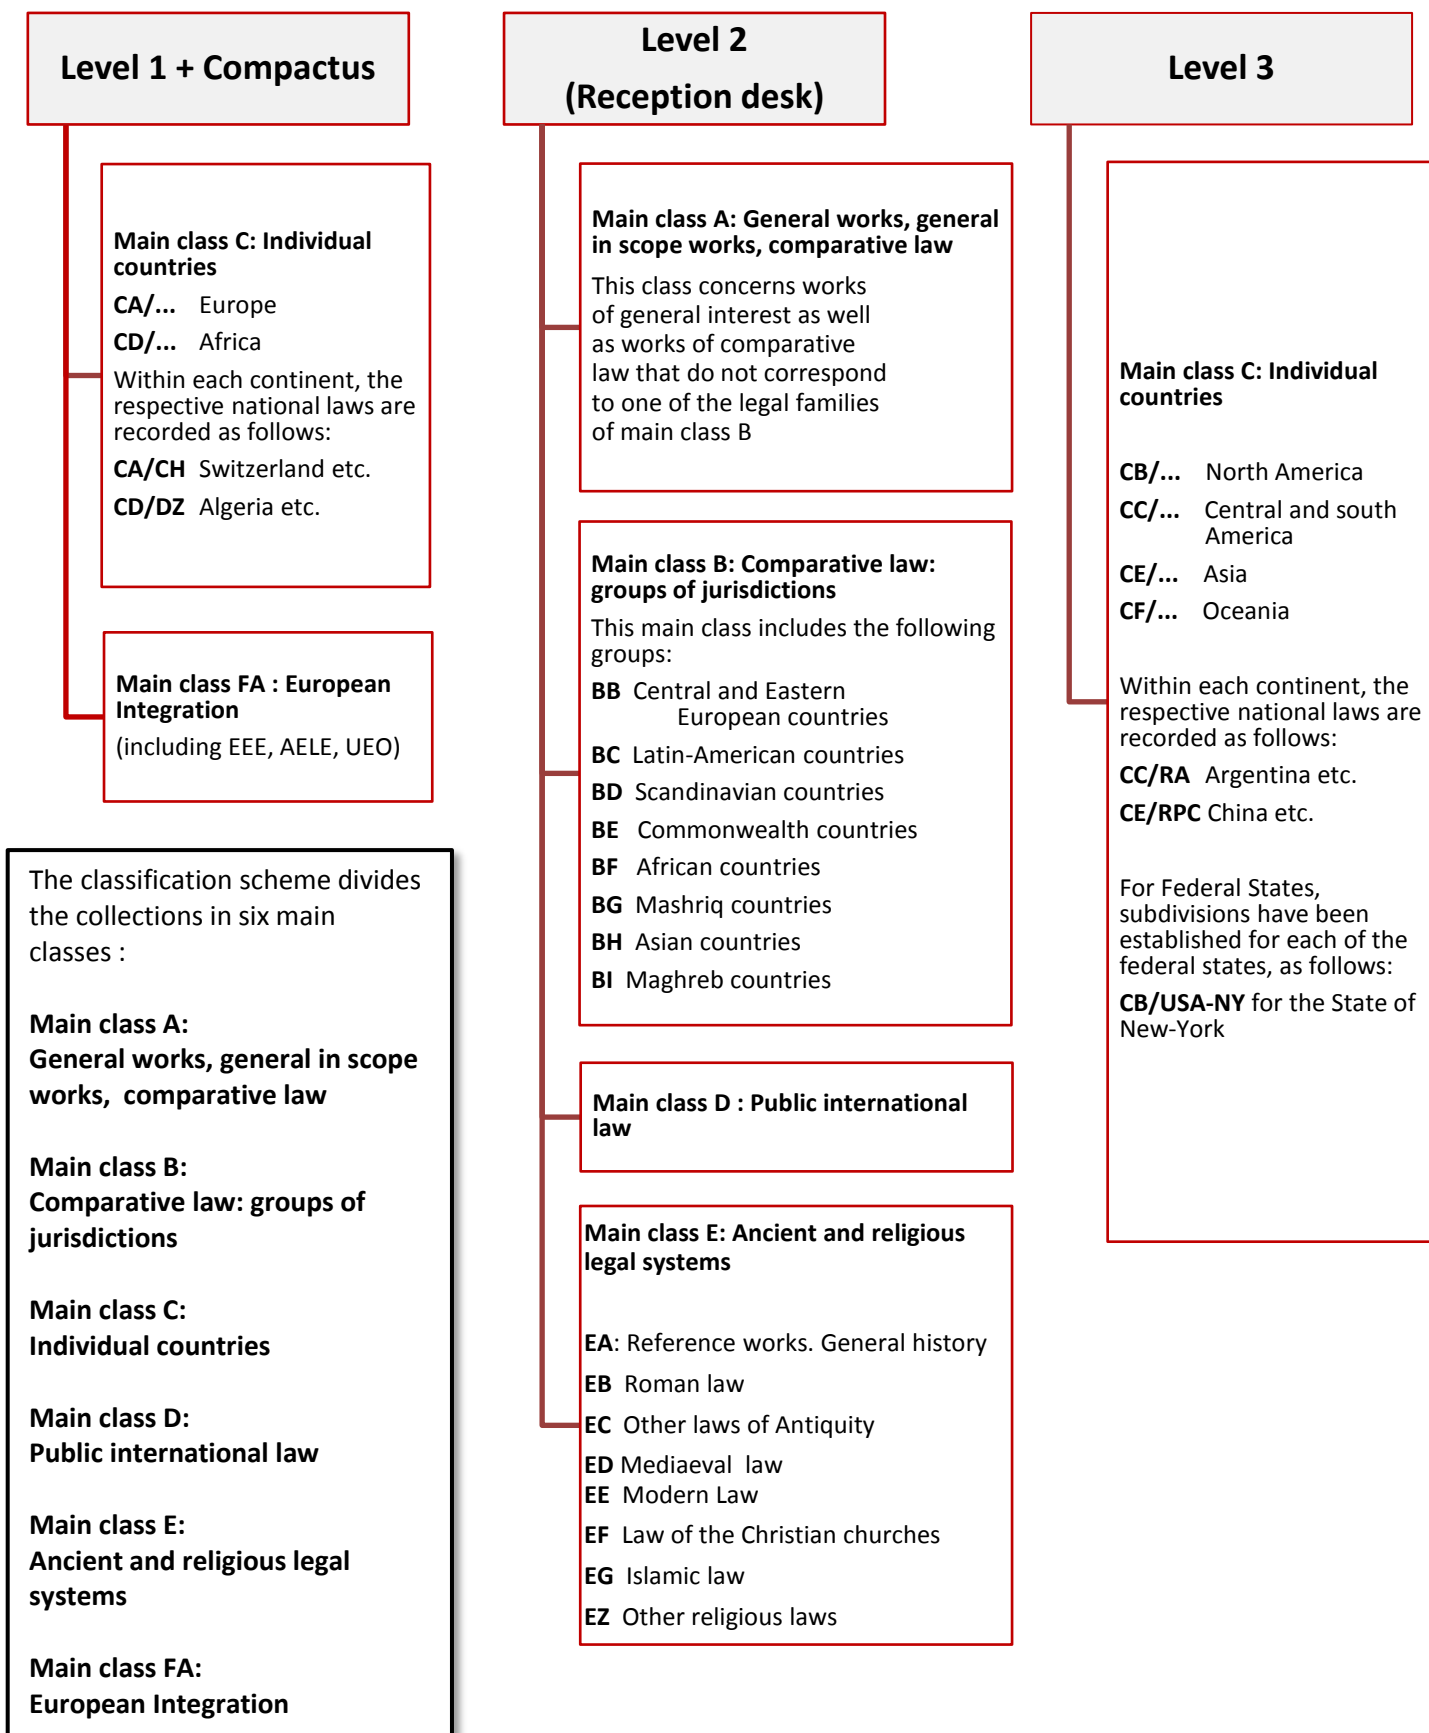 Level 1 + Compactus
Main class C: Individual
countries
CA/... Europe
CD/... Africa
Within each continent, the
respective national laws are
recorded as follows:
CA/CH Switzerland etc.
CD/DZ Algeria etc.
Main class FA : European
Integration
(including EEE, AELE, UEO)
The classification scheme divides
the collections in six main
classes :
Main class A:
General works, general in scope
works, comparative law
Main class B:
Comparative law: groups of
jurisdictions
Main class C:
Individual countries
Main class D:
Public international law
Main class E:
Ancient and religious legal
systems
Main class FA:
European Integration
Level 2
(Reception desk)
Main class A: General works, general
in scope works, comparative law
This class concerns works
of general interest as well
as works of comparative
law that do not correspond
to one of the legal families
of main class B
Main class B: Comparative law:
groups of jurisdictions
This main class includes the following
groups:
BB Central and Eastern
European countries
BC Latin-American countries
BD Scandinavian countries
BE Commonwealth countries
BF African countries
BG Mashriq countries
BH Asian countries
BI Maghreb countries
Main class D : Public international
law
Main class E: Ancient and religious
legal systems
EA: Reference works. General history
EB Roman law
EC Other laws of Antiquity
ED Mediaeval law
EE Modern Law
EF Law of the Christian churches
EG Islamic law
EZ Other religious laws
Level 3
Main class C: Individual
countries
CB/... North America
CC/... Central and south
America
CE/... Asia
CF/... Oceania
Within each continent, the
respective national laws are
recorded as follows:
CC/RA Argentina etc.
CE/RPC China etc.
For Federal States,
subdivisions have been
established for each of the
federal states, as follows:
CB/USA-NY for the State of
New-York